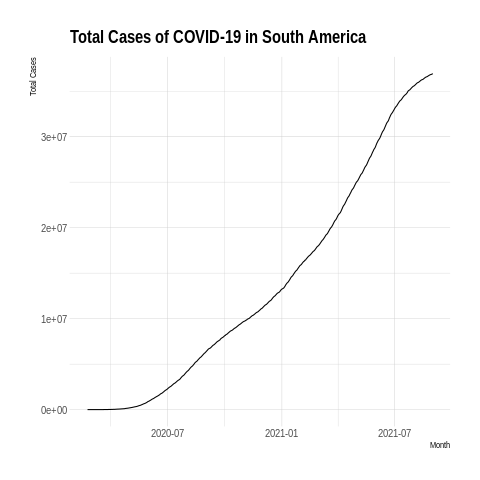 Total Cases of COVID-19 in South America
Total Cases
3e+07
2e+07
1e+07
0e+00
2020-07 2021-01 2021-07
Month